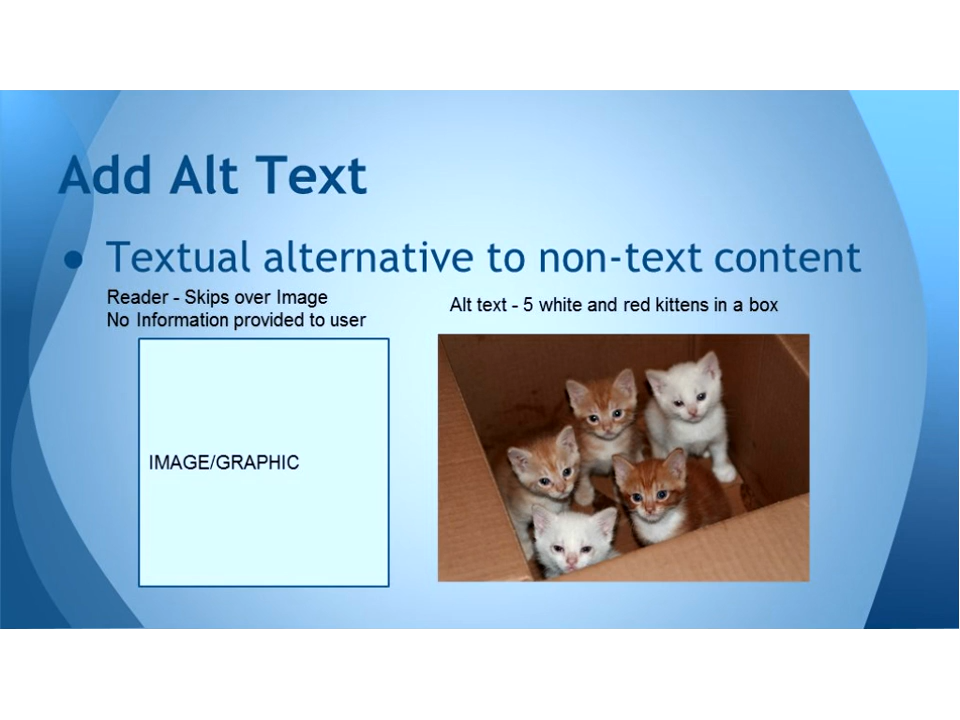 Add Alt Text
● Textual alternative to non-text content
Reader - Skips over Image
No Information provided to user
Alt text - 5 white and red kittens in a box
IMAGE/GRAPHIC